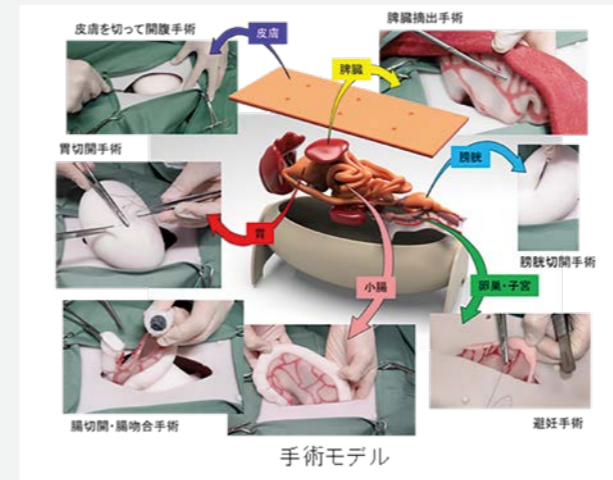 皮膚を切って開腹手術
皮膚
脾臓摘出手術
脾臓
胃切開手術
膀胱
胃
膀胱切開手術
小腸
卵巣・子宮
腸切開・腸吻合手術
避妊手術
手術モデル